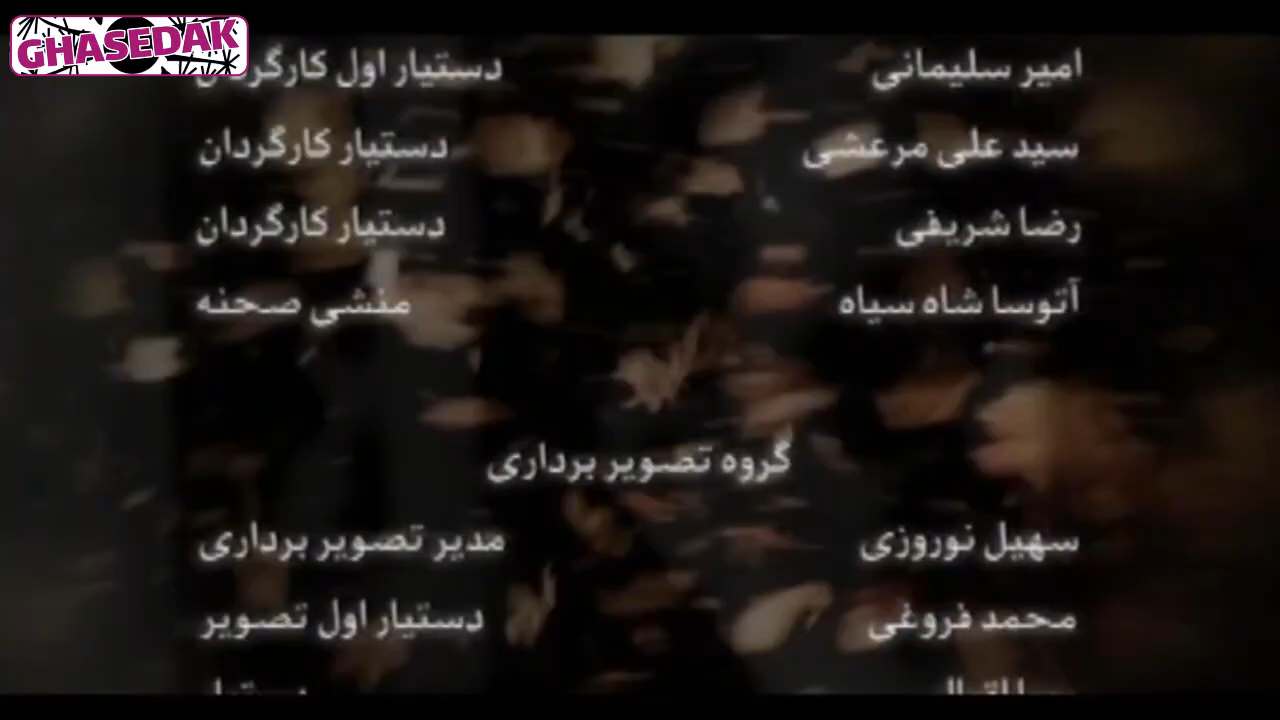 GHASEDAK
امیر سلیمانی دستیار اول کارگردان
سید علی مرعشی دستیار کارگردان
رضا شریفی دستیار کارگردان
آتوسا شاه سیاه منشی صحنه
گروه تصویر برداری
سهیل نوروزی مدیر تصویر برداری
محمد فروغی دستیار اول تصویر